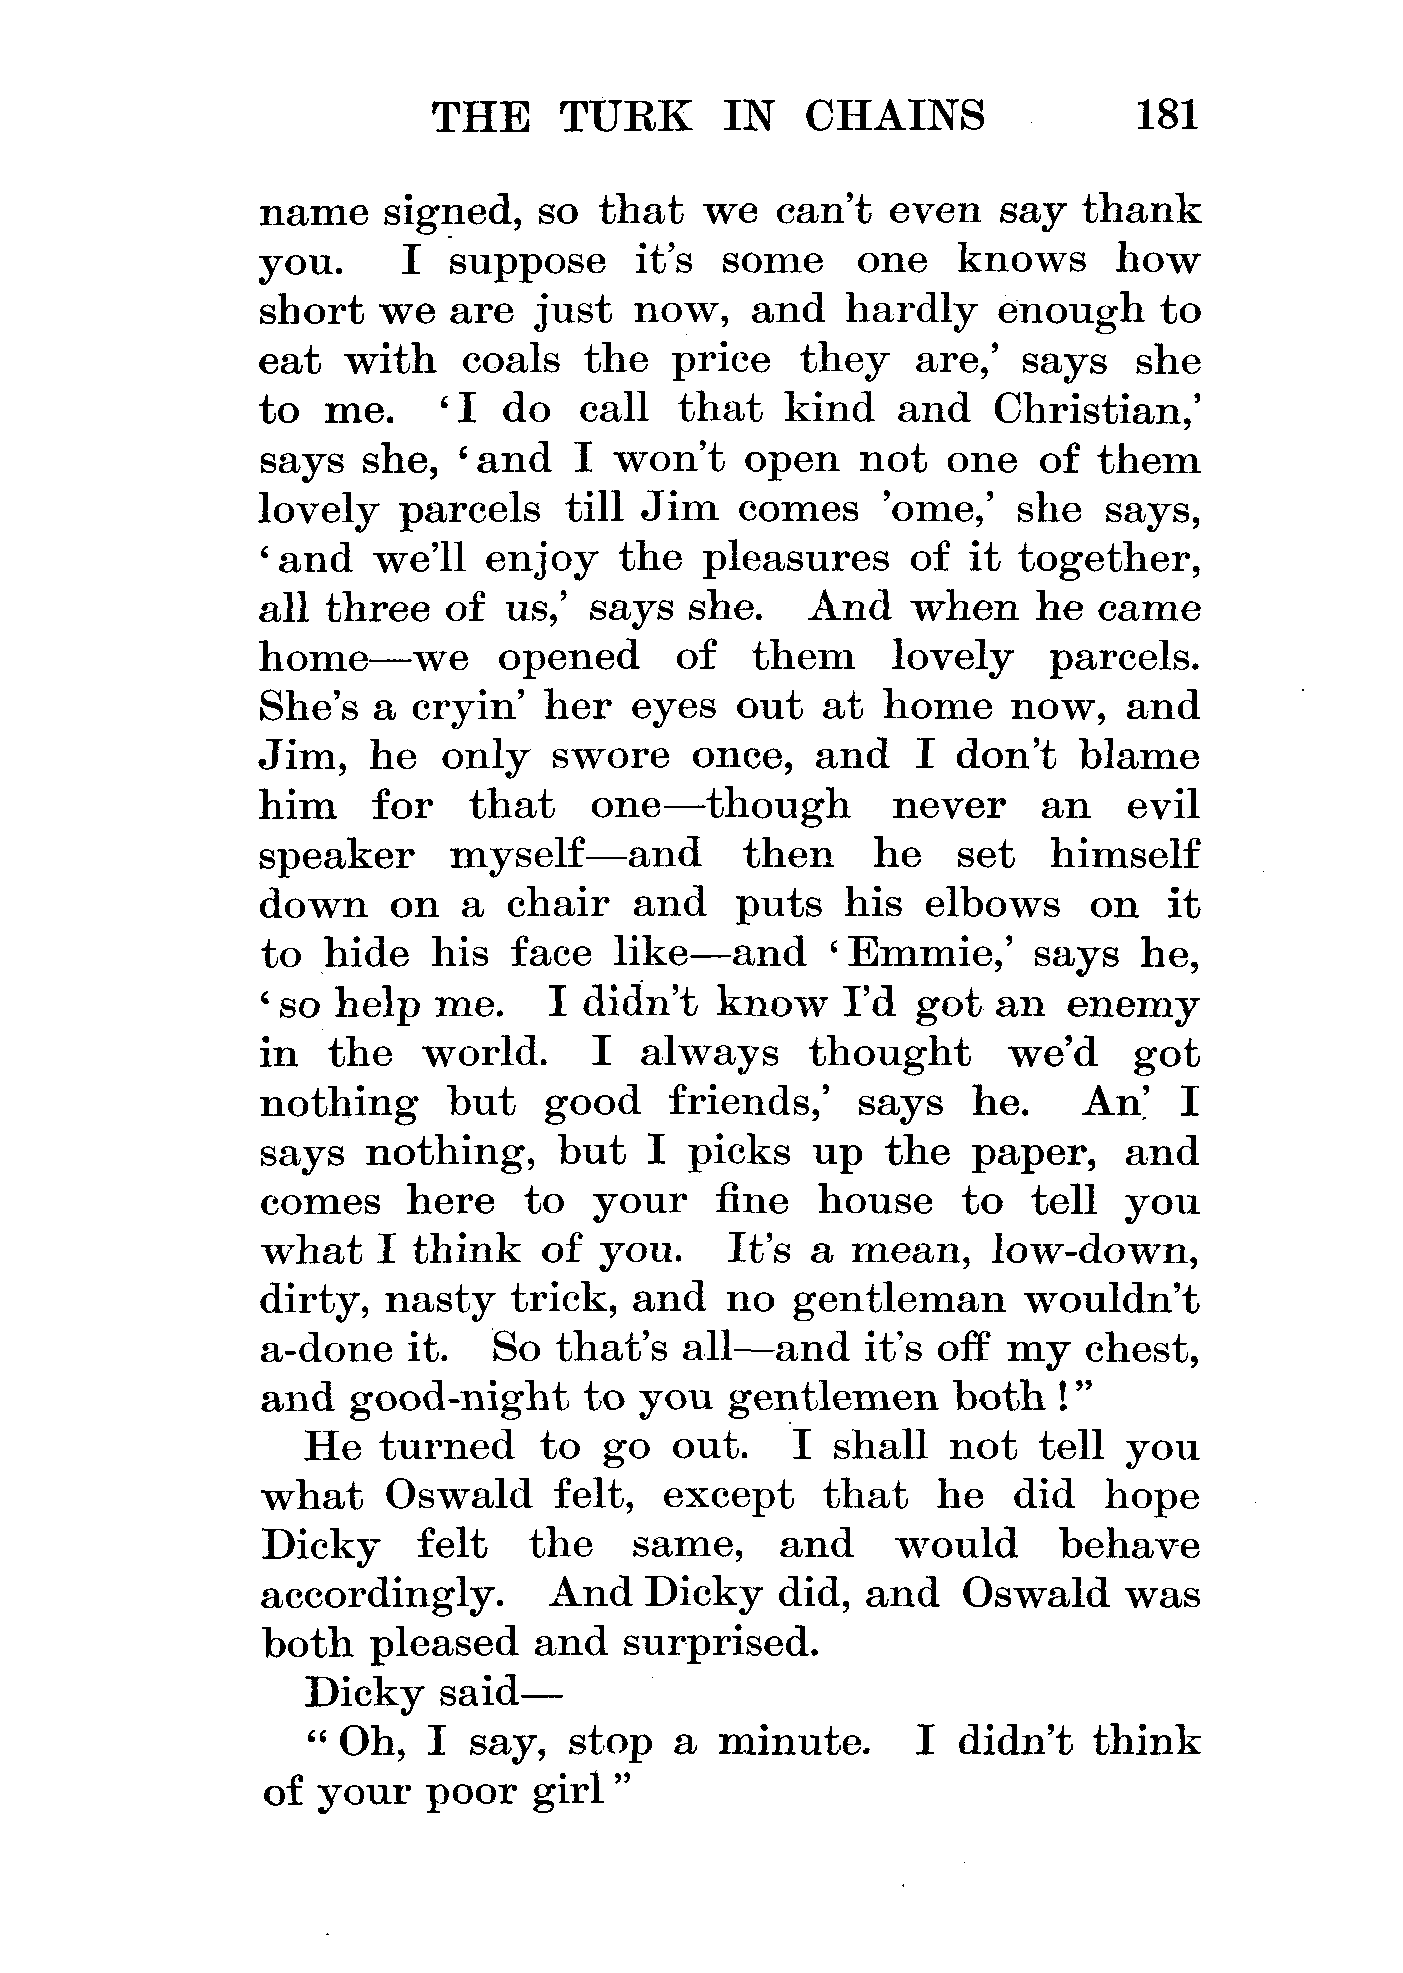 THE TURK IN CHAINS 181
name signed, so that we can't even say thank
you. I suppose it's some one knows how
short we are just now, and hardly enough to
eat with coals the price they are,' says she
to me. 'I do call that kind and Christian,'
says she, 'and I won't open not one of them
lovely parcels till Jim comes 'ome,' she says,
'and we'll enjoy the pleasures of it together,
all three of us,' says she. And when he came
home—we opened of them lovely parcels.
She's a cryin' her eyes out at home now, and
Jim, he only swore once, and I don't blame
him for that one—though never an evil
speaker myself—and then he set himself
down on a chair and puts his elbows on it
to hide his face like—and 'Emmie,' says he,
'so help me. I didn't know I'd got an enemy
in the world. I always thought we'd got
nothing but good friends,' says he. An' I
says nothing, but I picks up the paper, and
comes here to your fine house to tell you
what I think of you. It's a mean, low-down,
dirty, nasty trick, and no gentleman wouldn't
a-done it. So that's all—and it's off my chest,
and good-night to you gentlemen both!"
He turned to go out. I shall not tell you
what Oswald felt, except that he did hope
Dicky felt the same, and would behave
accordingly. And Dicky did, and Oswald was
both pleased and surprised.
Dicky said—
"Oh, I say, stop a minute. I didn't think
of your poor girl"